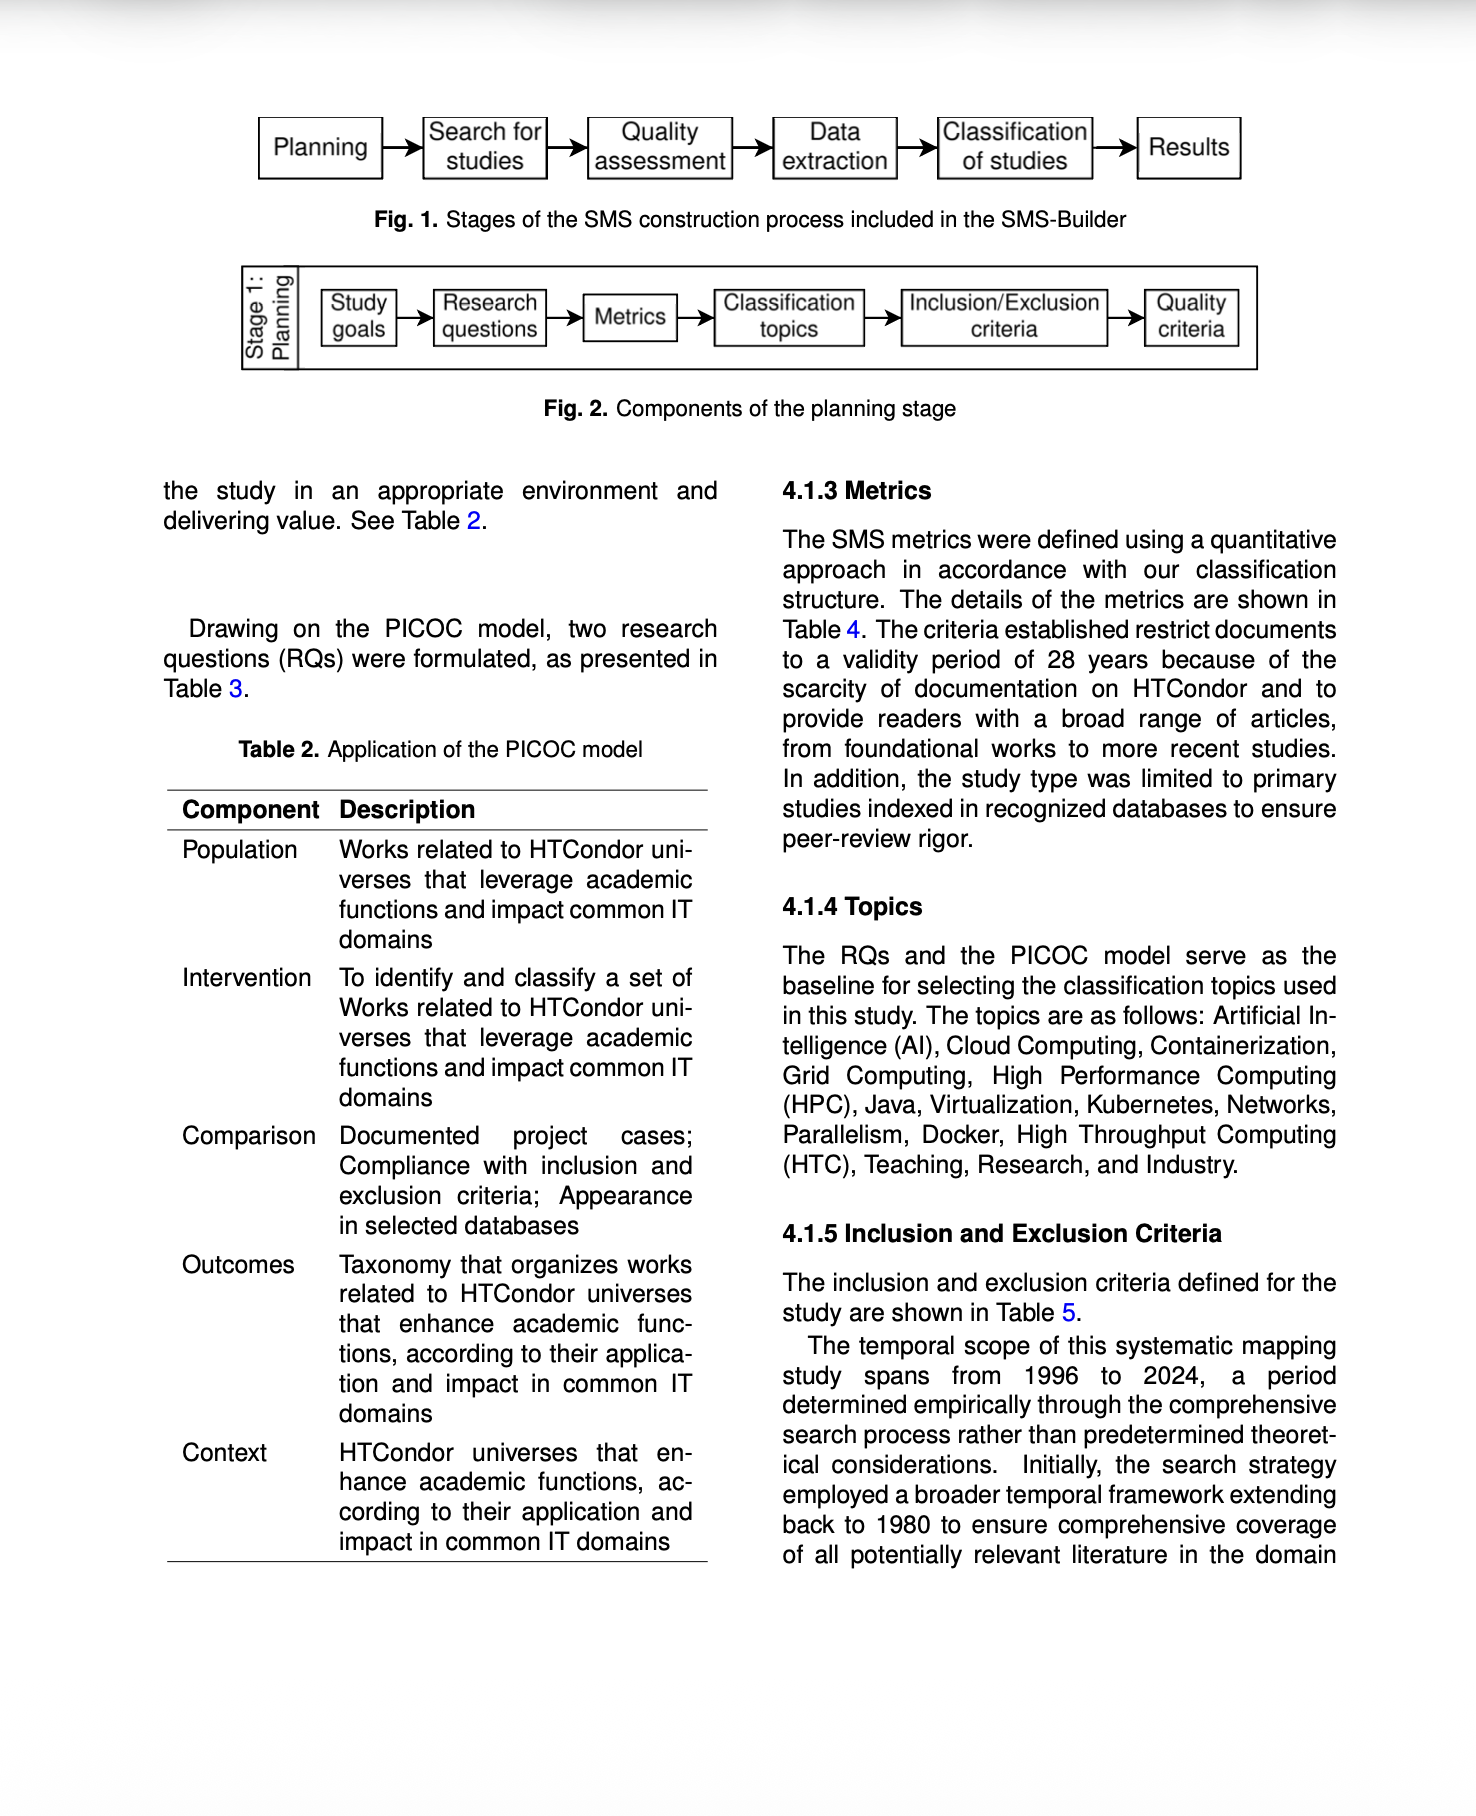 Planning
Search for
studies
Quality
assessment
Data
extraction
Classification
of studies
Results
Fig. 1. Stages of the SMS construction process included in the SMS-Builder
Stage 1:
Planning
Study
goals
Research
questions
Metrics
Classification
topics
Inclusion/Exclusion
criteria
Quality
criteria
Fig. 2. Components of the planning stage
the study in an appropriate environment and
delivering value. See Table 2.
Drawing on the PICOC model, two research
questions (RQs) were formulated, as presented in
Table 3.
Table 2. Application of the PICOC model
Component Description
Population Works related to HTCondor uni-
verses that leverage academic
functions and impact common IT
domains
Intervention To identify and classify a set of
Works related to HTCondor uni-
verses that leverage academic
functions and impact common IT
domains
Comparison Documented project cases;
Compliance with inclusion and
exclusion criteria; Appearance
in selected databases
Outcomes Taxonomy that organizes works
related to HTCondor universes
that enhance academic func-
tions, according to their applica-
tion and impact in common IT
domains
Context HTCondor universes that en-
hance academic functions, ac-
cording to their application and
impact in common IT domains
4.1.3 Metrics
The SMS metrics were defined using a quantitative
approach in accordance with our classification
structure. The details of the metrics are shown in
Table 4. The criteria established restrict documents
to a validity period of 28 years because of the
scarcity of documentation on HTCondor and to
provide readers with a broad range of articles,
from foundational works to more recent studies.
In addition, the study type was limited to primary
studies indexed in recognized databases to ensure
peer-review rigor.
4.1.4 Topics
The RQs and the PICOC model serve as the
baseline for selecting the classification topics used
in this study. The topics are as follows: Artificial In-
telligence (AI), Cloud Computing, Containerization,
Grid Computing, High Performance Computing
(HPC), Java, Virtualization, Kubernetes, Networks,
Parallelism, Docker, High Throughput Computing
(HTC), Teaching, Research, and Industry.
4.1.5 Inclusion and Exclusion Criteria
The inclusion and exclusion criteria defined for the
study are shown in Table 5.
The temporal scope of this systematic mapping
study spans from 1996 to 2024, a period
determined empirically through the comprehensive
search process rather than predetermined theoret-
ical considerations. Initially, the search strategy
employed a broader temporal framework extending
back to 1980 to ensure comprehensive coverage
of all potentially relevant literature in the domain